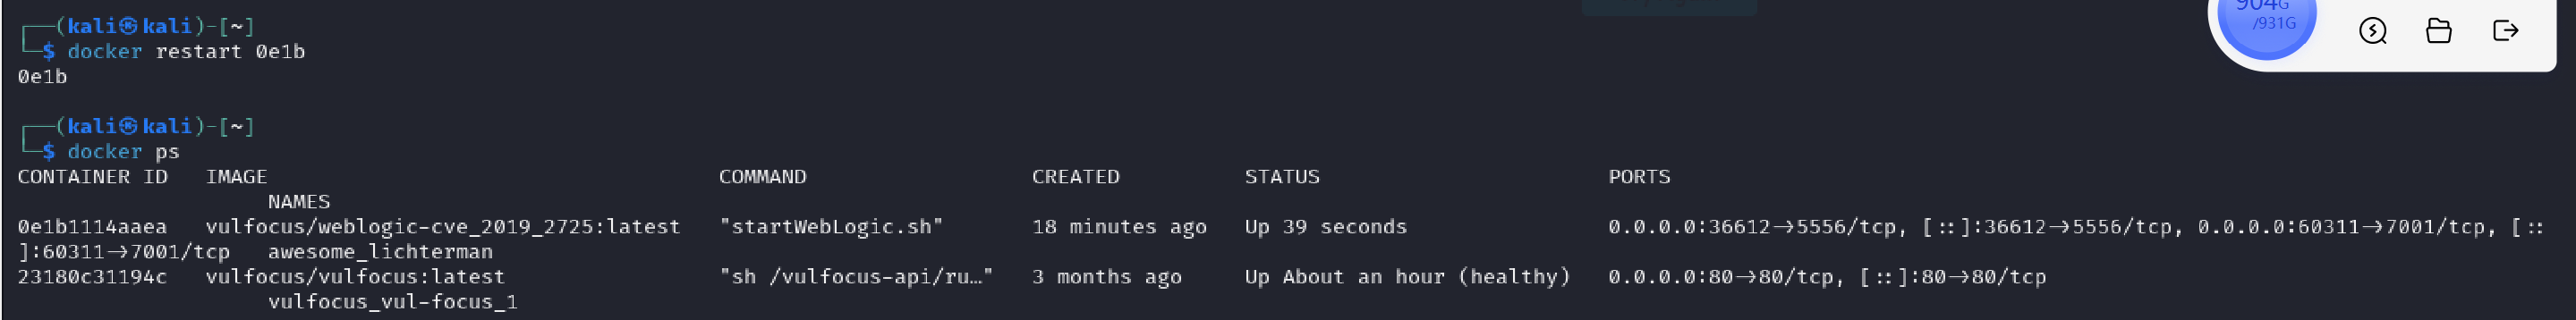 904G
/931G
┌──(kali㉿kali)-[~]
└─$ docker restart 0e1b
0e1b
┌──(kali㉿kali)-[~]
└─$ docker ps
CONTAINER ID   IMAGE                                    COMMAND                  CREATED          STATUS                       PORTS
                    NAMES
0e1b1114aaea   vulfocus/weblogic-cve_2019_2725:latest   "startWebLogic.sh"       18 minutes ago   Up 39 seconds                0.0.0.0:36612->5556/tcp, [::]:36612->5556/tcp, 0.0.0.0:60311->7001/tcp, [::
]:60311->7001/tcp   awesome_lichterman
23180c31194c   vulfocus/vulfocus:latest                 "sh /vulfocus-api/ru…"   3 months ago     Up About an hour (healthy)   0.0.0.0:80->80/tcp, [::]:80->80/tcp
                    vulfocus_vul-focus_1